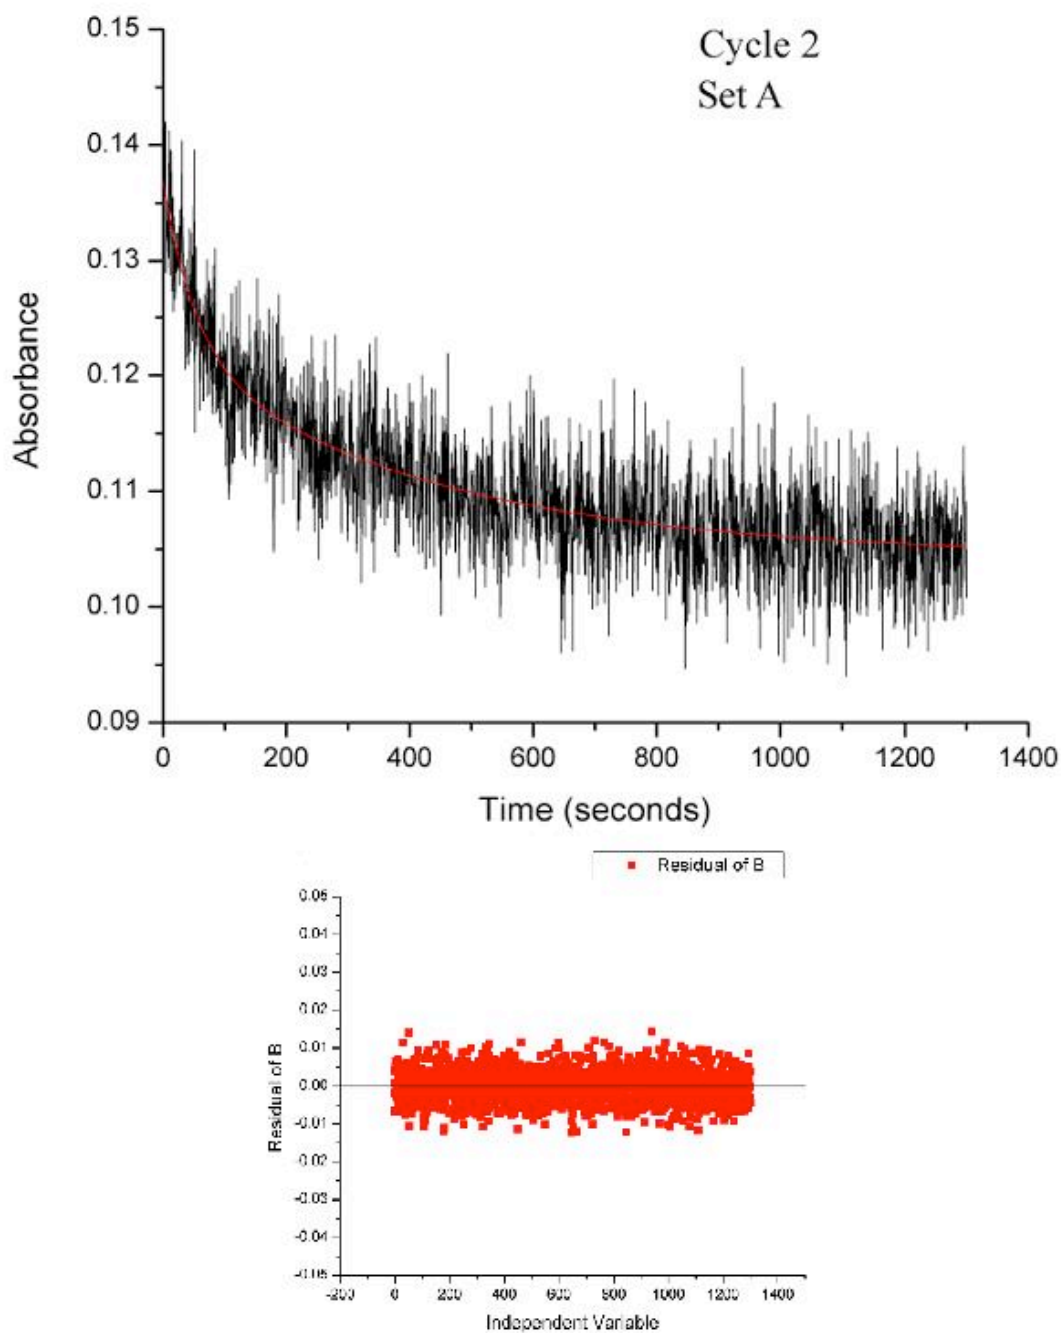 Cycle 2
Set A
0.15
0.14
0.13
0.12
0.11
0.10
0.09
Absorbance
0 200 400 600 800 1000 1200 1400
Time (seconds)
Residual of B
0.05
0.04
0.03
0.02
0.01
0.00
-0.01
-0.02
-0.03
-0.04
-0.05
Residual of B
-200 0 200 400 600 800 1000 1200 1400
Independent Variable